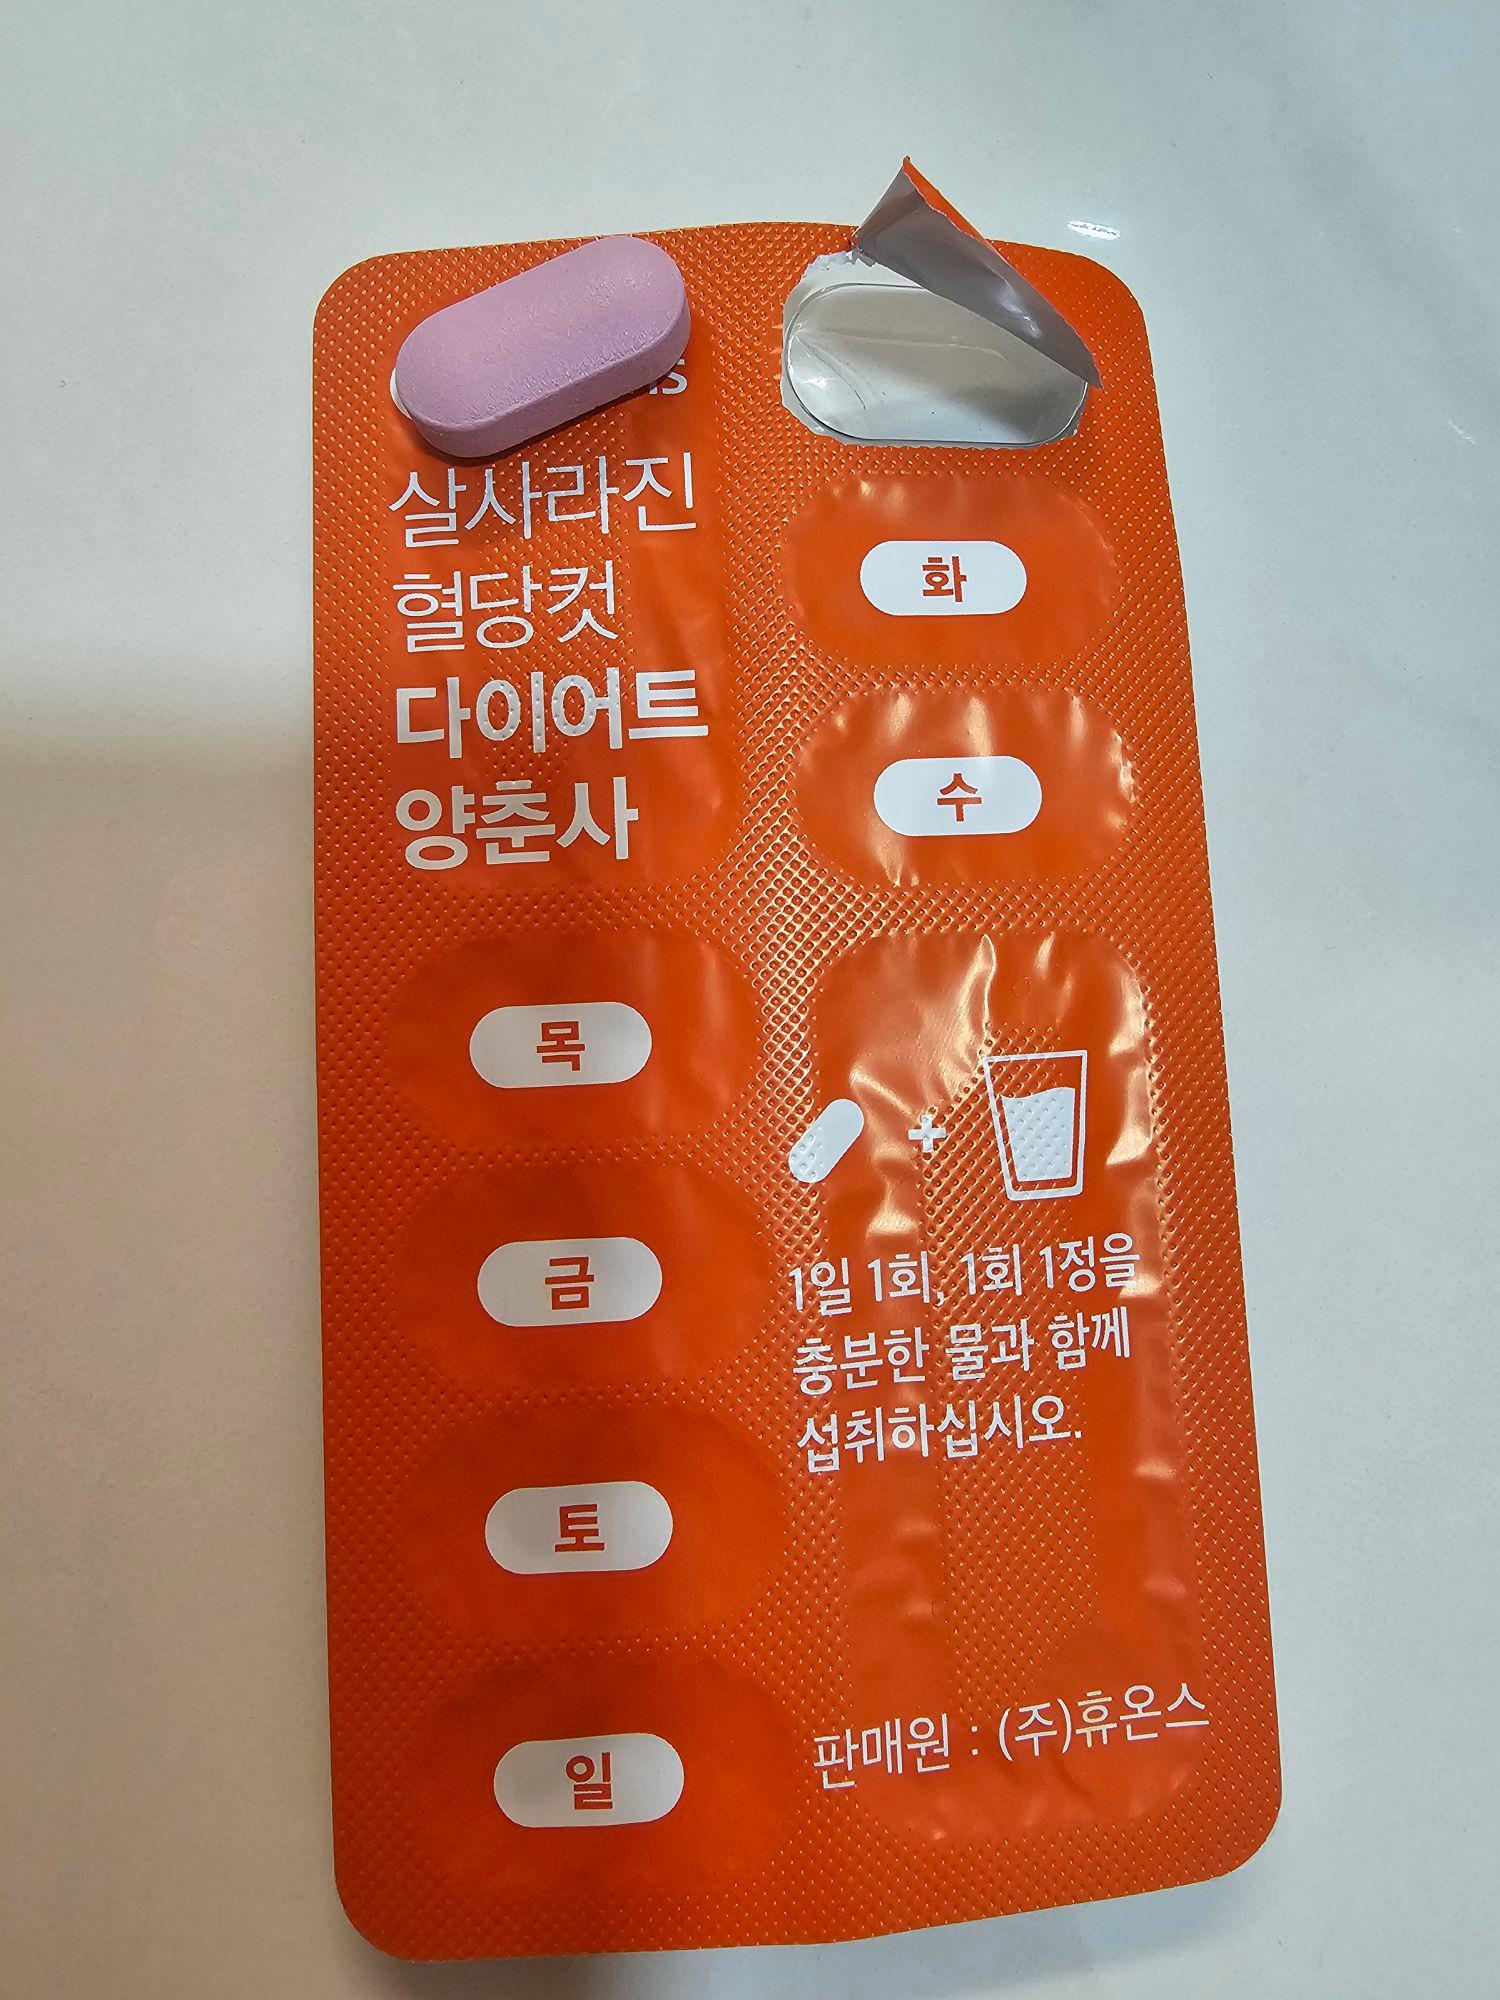 살사라진
혈당컷
다이어트
양춘사
화
수
목
금
토
일
1일 1회, 1회 1정을
충분한 물과 함께
섭취하십시오.
판매원 : (주)휴온스